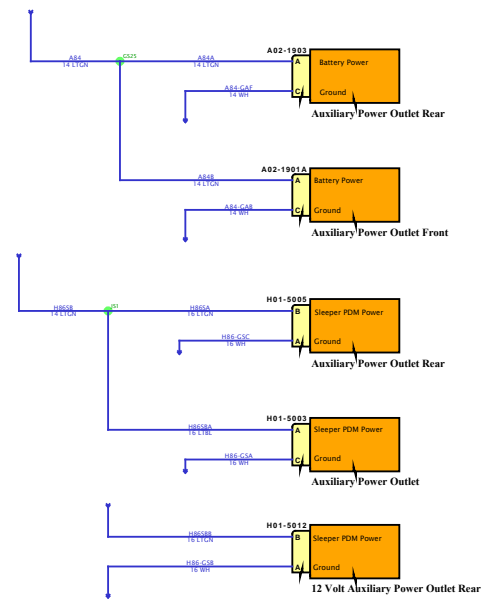 A02-1903
A84 GS25 A84A A Battery Power
14 LTGN 14 LTGN
A84-GAF C Ground
14 WH
Auxiliary Power Outlet Rear
A02-1901A
A84B A Battery Power
14 LTGN
A84-GAB C Ground
14 WH
Auxiliary Power Outlet Front
H01-5005
H86SB JS1 H86SA B Sleeper PDM Power
14 LTGN 16 LTGN
H86-GSC A Ground
16 WH
Auxiliary Power Outlet Rear
H01-5003
H86SBA A Sleeper PDM Power
16 LTBL
H86-GSA C Ground
16 WH
Auxiliary Power Outlet
H01-5012
H86SBB B Sleeper PDM Power
16 LTGN
H86-GSB A Ground
16 WH
12 Volt Auxiliary Power Outlet Rear